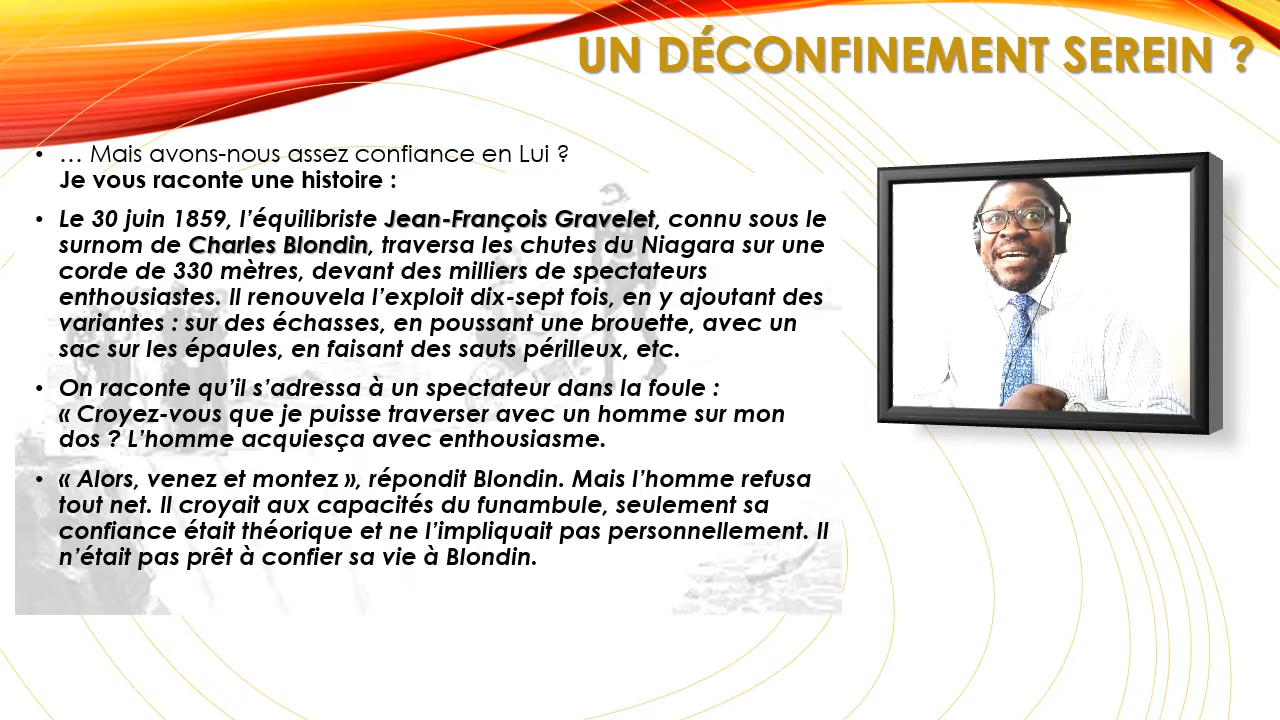 UN DÉCONFINEMENT SEREIN ?
• … Mais avons-nous assez confiance en Lui ?
Je vous raconte une histoire :
• Le 30 juin 1859, l’équilibriste Jean-François Gravelet, connu sous le
surnom de Charles Blondin, traversa les chutes du Niagara sur une
corde de 330 mètres, devant des milliers de spectateurs
enthousiastes. Il renouvela l’exploit dix-sept fois, en y ajoutant des
variantes : sur des échasses, en poussant une brouette, avec un
sac sur les épaules, en faisant des sauts périlleux, etc.
• On raconte qu’il s’adressa à un spectateur dans la foule :
« Croyez-vous que je puisse traverser avec un homme sur mon
dos ? L’homme acquiesça avec enthousiasme.
• « Alors, venez et montez », répondit Blondin. Mais l’homme refusa
tout net. Il croyait aux capacités du funambule, seulement sa
confiance était théorique et ne l’impliquait pas personnellement. Il
n’était pas prêt à confier sa vie à Blondin.